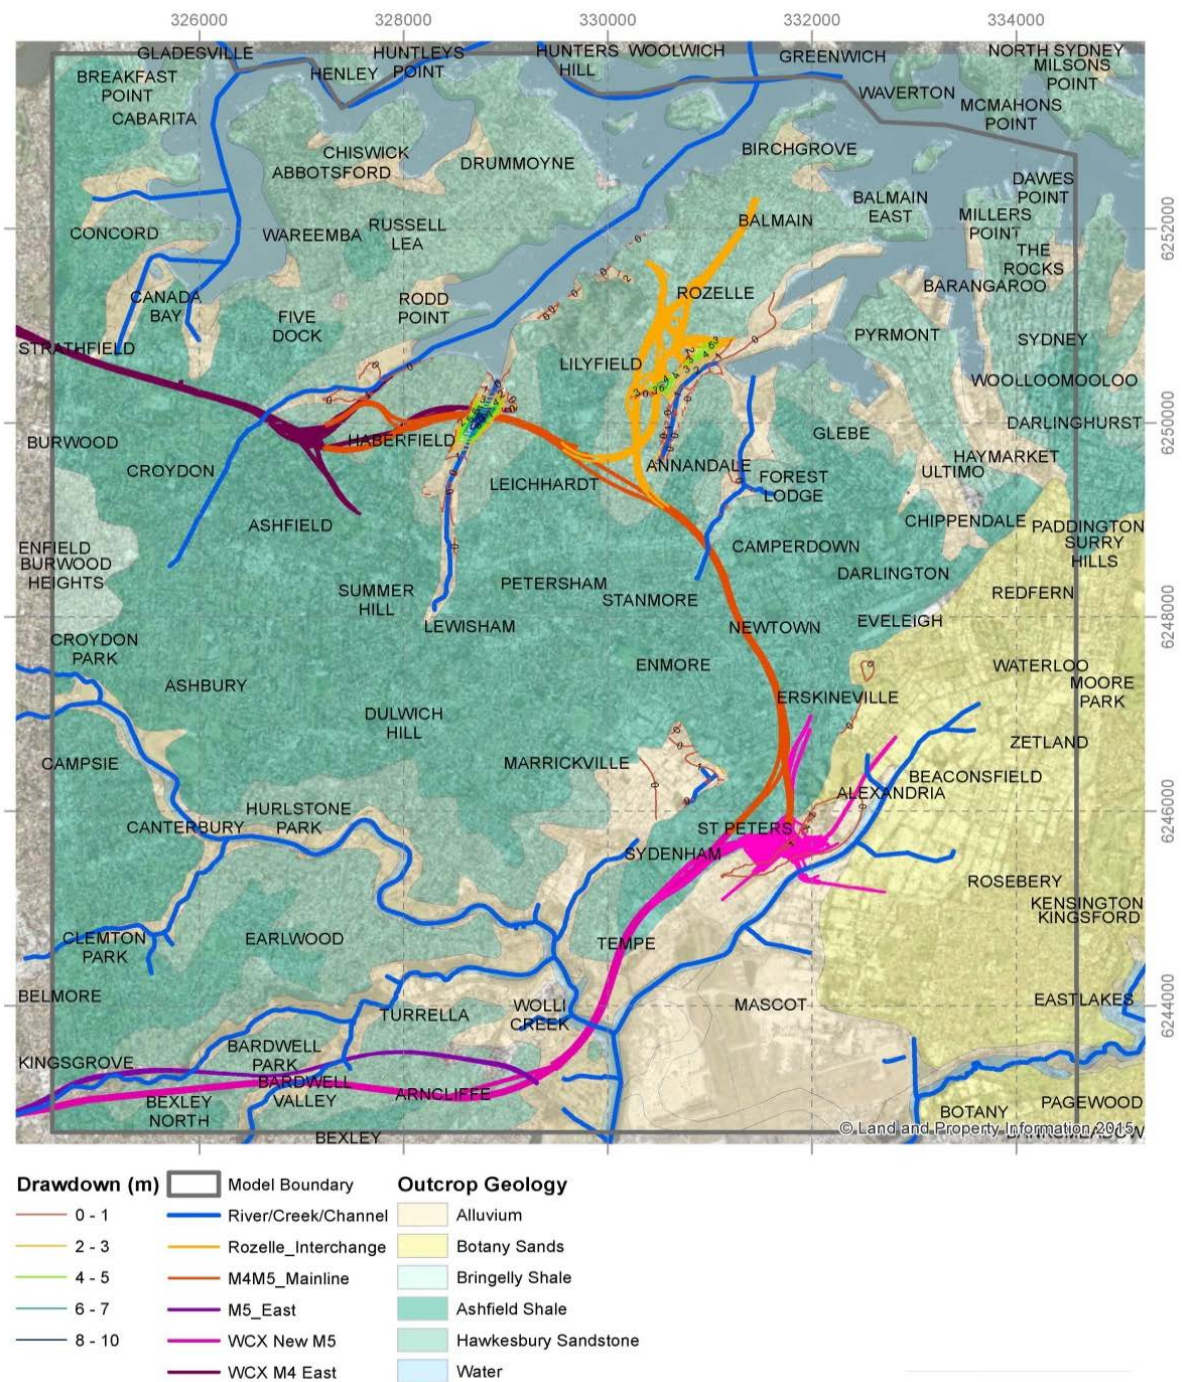 326000 328000 330000 332000 334000
GLADESVILLE
HUNTLEYS
POINT
HUNTERS
HILL
WOOLWICH
GREENWICH
NORTH SYDNEY
MILSONS
POINT
BREAKFAST
POINT
HENLEY
WAVERTON
MCMAHONS
POINT
CABARITA
CHISWICK
ABBOTSFORD
DRUMMOYNE
BIRCHGROVE
DAWES
POINT
BALMAIN
EAST
MILLERS
POINT
BALMAIN
CONCORD
WAREEMBA
RUSSELL
LEA
6252000
THE
ROCKS
BARANGAROO
CANADA
BAY
FIVE
DOCK
RODD
POINT
ROZELLE
PYRMONT
SYDNEY
STRATHFIELD
LILYFIELD
WOOLLOOMOOLOO
DARLINGHURST
6250000
BURWOOD
HABERFIELD
GLEBE
HAYMARKET
CROYDON
LEICHHARDT
ANNANDALE
FOREST
LODGE
ULTIMO
ASHFIELD
CHIPPENDALE
PADDINGTON
SURRY
HILLS
ENFIELD
BURWOOD
HEIGHTS
CAMPERDOWN
DARLINGTON
SUMMER
HILL
PETERSHAM
STANMORE
REDFERN
LEWISHAM
NEWTOWN
EVELEIGH
6248000
CROYDON
PARK
ENMORE
WATERLOO
MOORE
PARK
ASHBURY
ERSKINEVILLE
DULWICH
HILL
ZETLAND
CAMPSIE
MARRICKVILLE
BEACONSFIELD
ALEXANDRIA
HURLSTONE
PARK
CANTERBURY
ST PETERS
6246000
SYDENHAM
ROSEBERY
KENSINGTON
KINGSFORD
CLEMTON
PARK
EARLWOOD
TEMPE
BELMORE
TURRELLA
WOLLI
CREEK
MASCOT
EASTLAKES
6244000
KINGSGROVE
BARDWELL
PARK
BARDWELL
VALLEY
ARNCLIFFE
BEXLEY
NORTH
BOTANY
PAGEWOOD
BEXLEY
© Land and Property Information 2015
Drawdown (m)
0 - 1
2 - 3
4 - 5
6 - 7
8 - 10
Model Boundary
River/Creek/Channel
Rozelle_Interchange
M4M5_Mainline
M5_East
WCX New M5
WCX M4 East
Outcrop Geology
Alluvium
Botany Sands
Bringelly Shale
Ashfield Shale
Hawkesbury Sandstone
Water